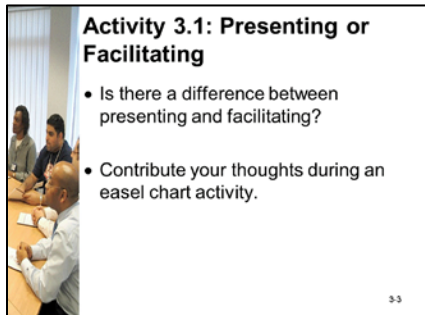 Activity 3.1: Presenting or
Facilitating
• Is there a difference between
presenting and facilitating?
• Contribute your thoughts during an
easel chart activity.
3-3